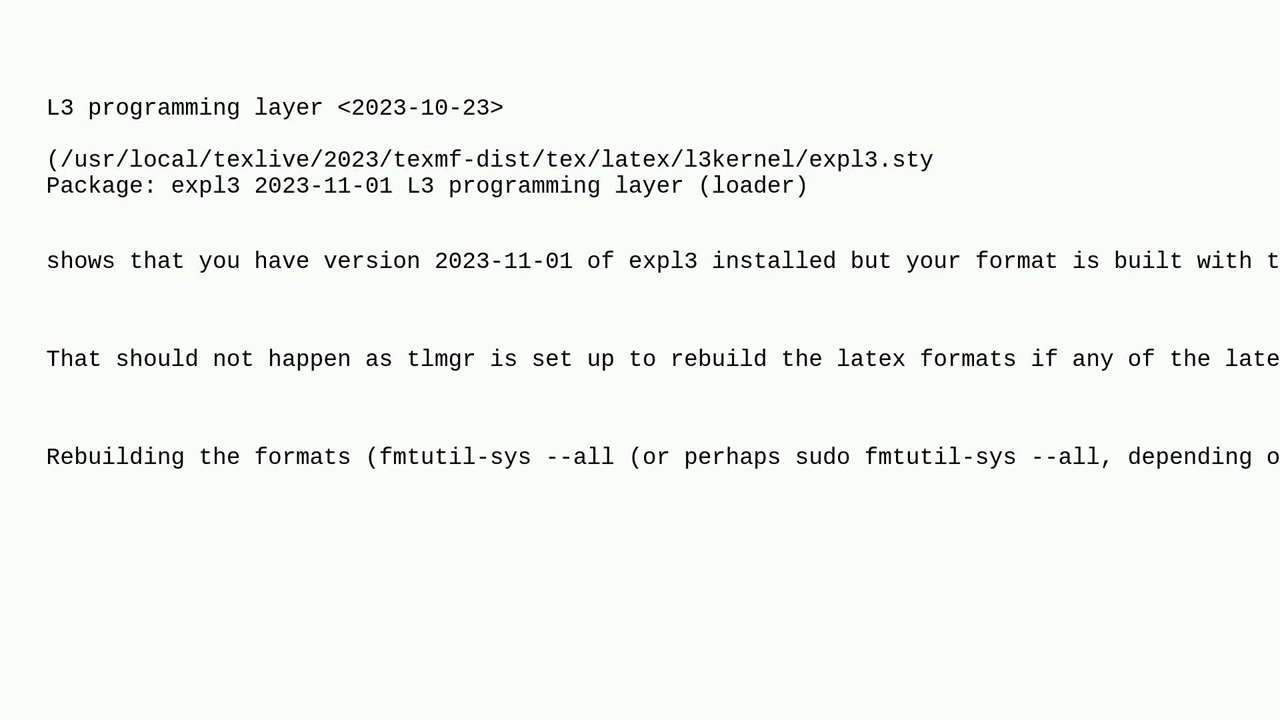 L3 programming layer <2023-10-23>
(/usr/local/texlive/2023/texmf-dist/tex/latex/l3kernel/expl3.sty
Package: expl3 2023-11-01 L3 programming layer (loader)
shows that you have version 2023-11-01 of expl3 installed but your format is built with
That should not happen as tlmgr is set up to rebuild the latex formats if any of the
Rebuilding the formats (fmtutil-sys --all (or perhaps sudo fmtutil-sys --all, depending